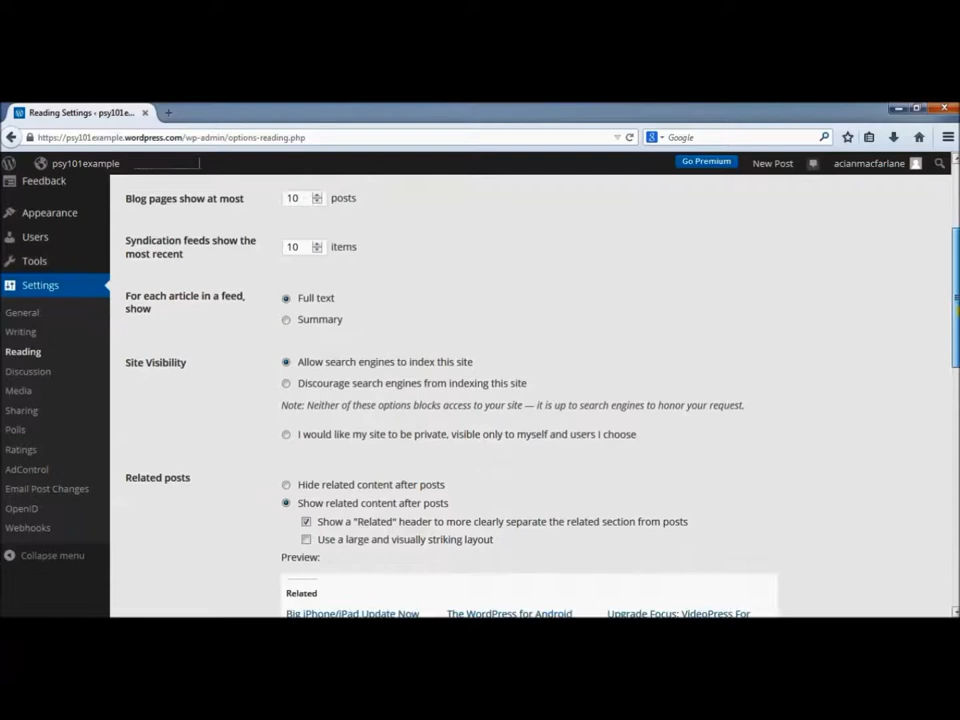 Reading Settings ‹ psy101e...
https://psy101example.wordpress.com/wp-admin/options-reading.php
Google
psy101example
Go Premium
New Post
acianmacfarlane
Feedback
Appearance
Users
Tools
Settings
General
Writing
Reading
Discussion
Media
Sharing
Polls
Ratings
AdControl
Email Post Changes
OpenID
Webhooks
Collapse menu
Blog pages show at most 10 posts
Syndication feeds show the
most recent
10 items
For each article in a feed,
show
Full text
Summary
Site Visibility
Allow search engines to index this site
Discourage search engines from indexing this site
Note: Neither of these options blocks access to your site — it is up to search engines to honor your request.
I would like my site to be private, visible only to myself and users I choose
Related posts
Hide related content after posts
Show related content after posts
Show a "Related" header to more clearly separate the related section from posts
Use a large and visually striking layout
Preview:
Related
Big iPhone/iPad Update Now
The WordPress for Android
Upgrade Focus: VideoPress For